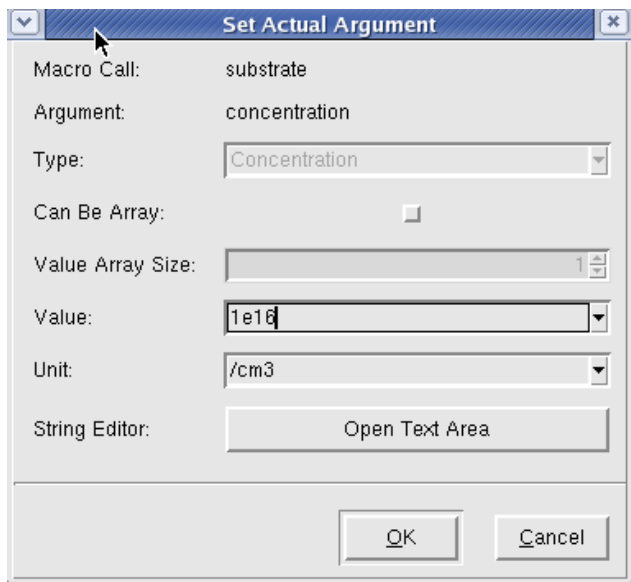 Set Actual Argument
Macro Call: substrate
Argument: concentration
Type: Concentration
Can Be Array:
Value Array Size: 1
Value: 1e16
Unit: /cm3
String Editor: Open Text Area
OK Cancel